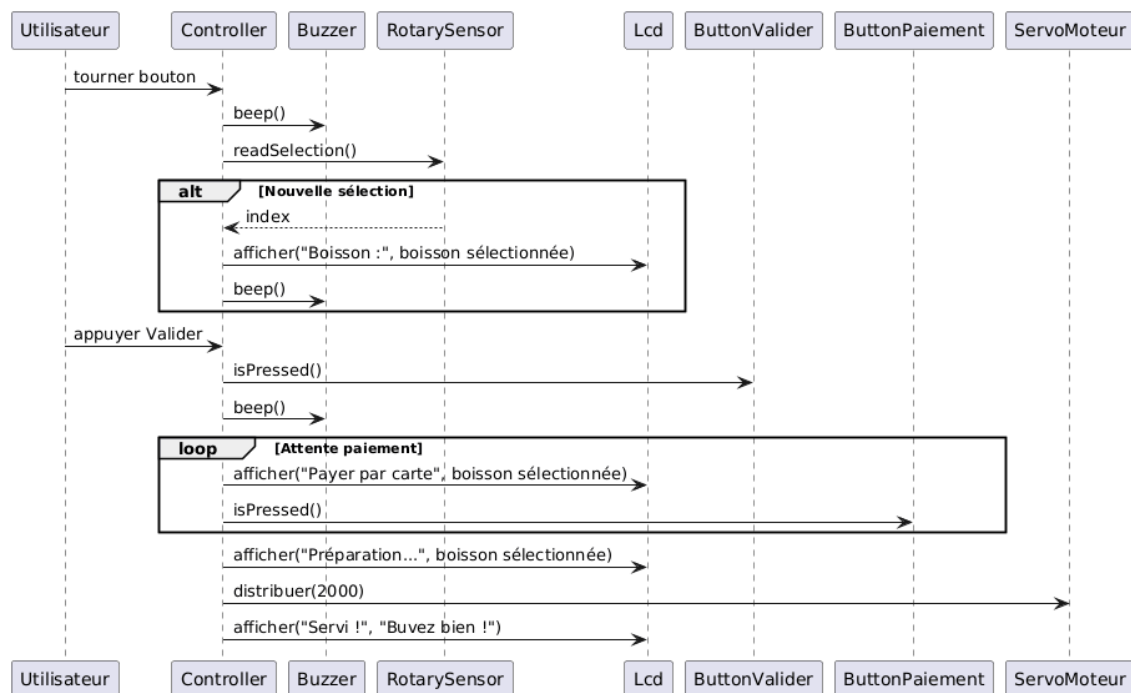 Utilisateur Controller Buzzer RotarySensor Lcd ButtonValider ButtonPaiement ServoMoteur
tourner bouton
beep()
readSelection()
alt [Nouvelle sélection]
index
afficher("Boisson :", boisson sélectionnée)
beep()
appuyer Valider
isPressed()
beep()
loop [Attente paiement]
afficher("Payer par carte", boisson sélectionnée)
isPressed()
afficher("Préparation...", boisson sélectionnée)
distribuer(2000)
afficher("Servi !", "Buvez bien !")
Utilisateur Controller Buzzer RotarySensor Lcd ButtonValider ButtonPaiement ServoMoteur